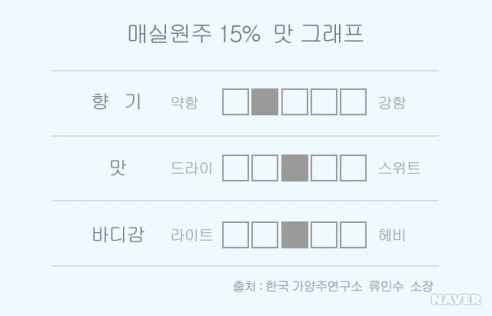 매실원주 15% 맛 그래프
향 기 약함 강함
맛 드라이 스위트
바디감 라이트 헤비
출처 : 한국 가양주연구소 류인수 소장
NAVER